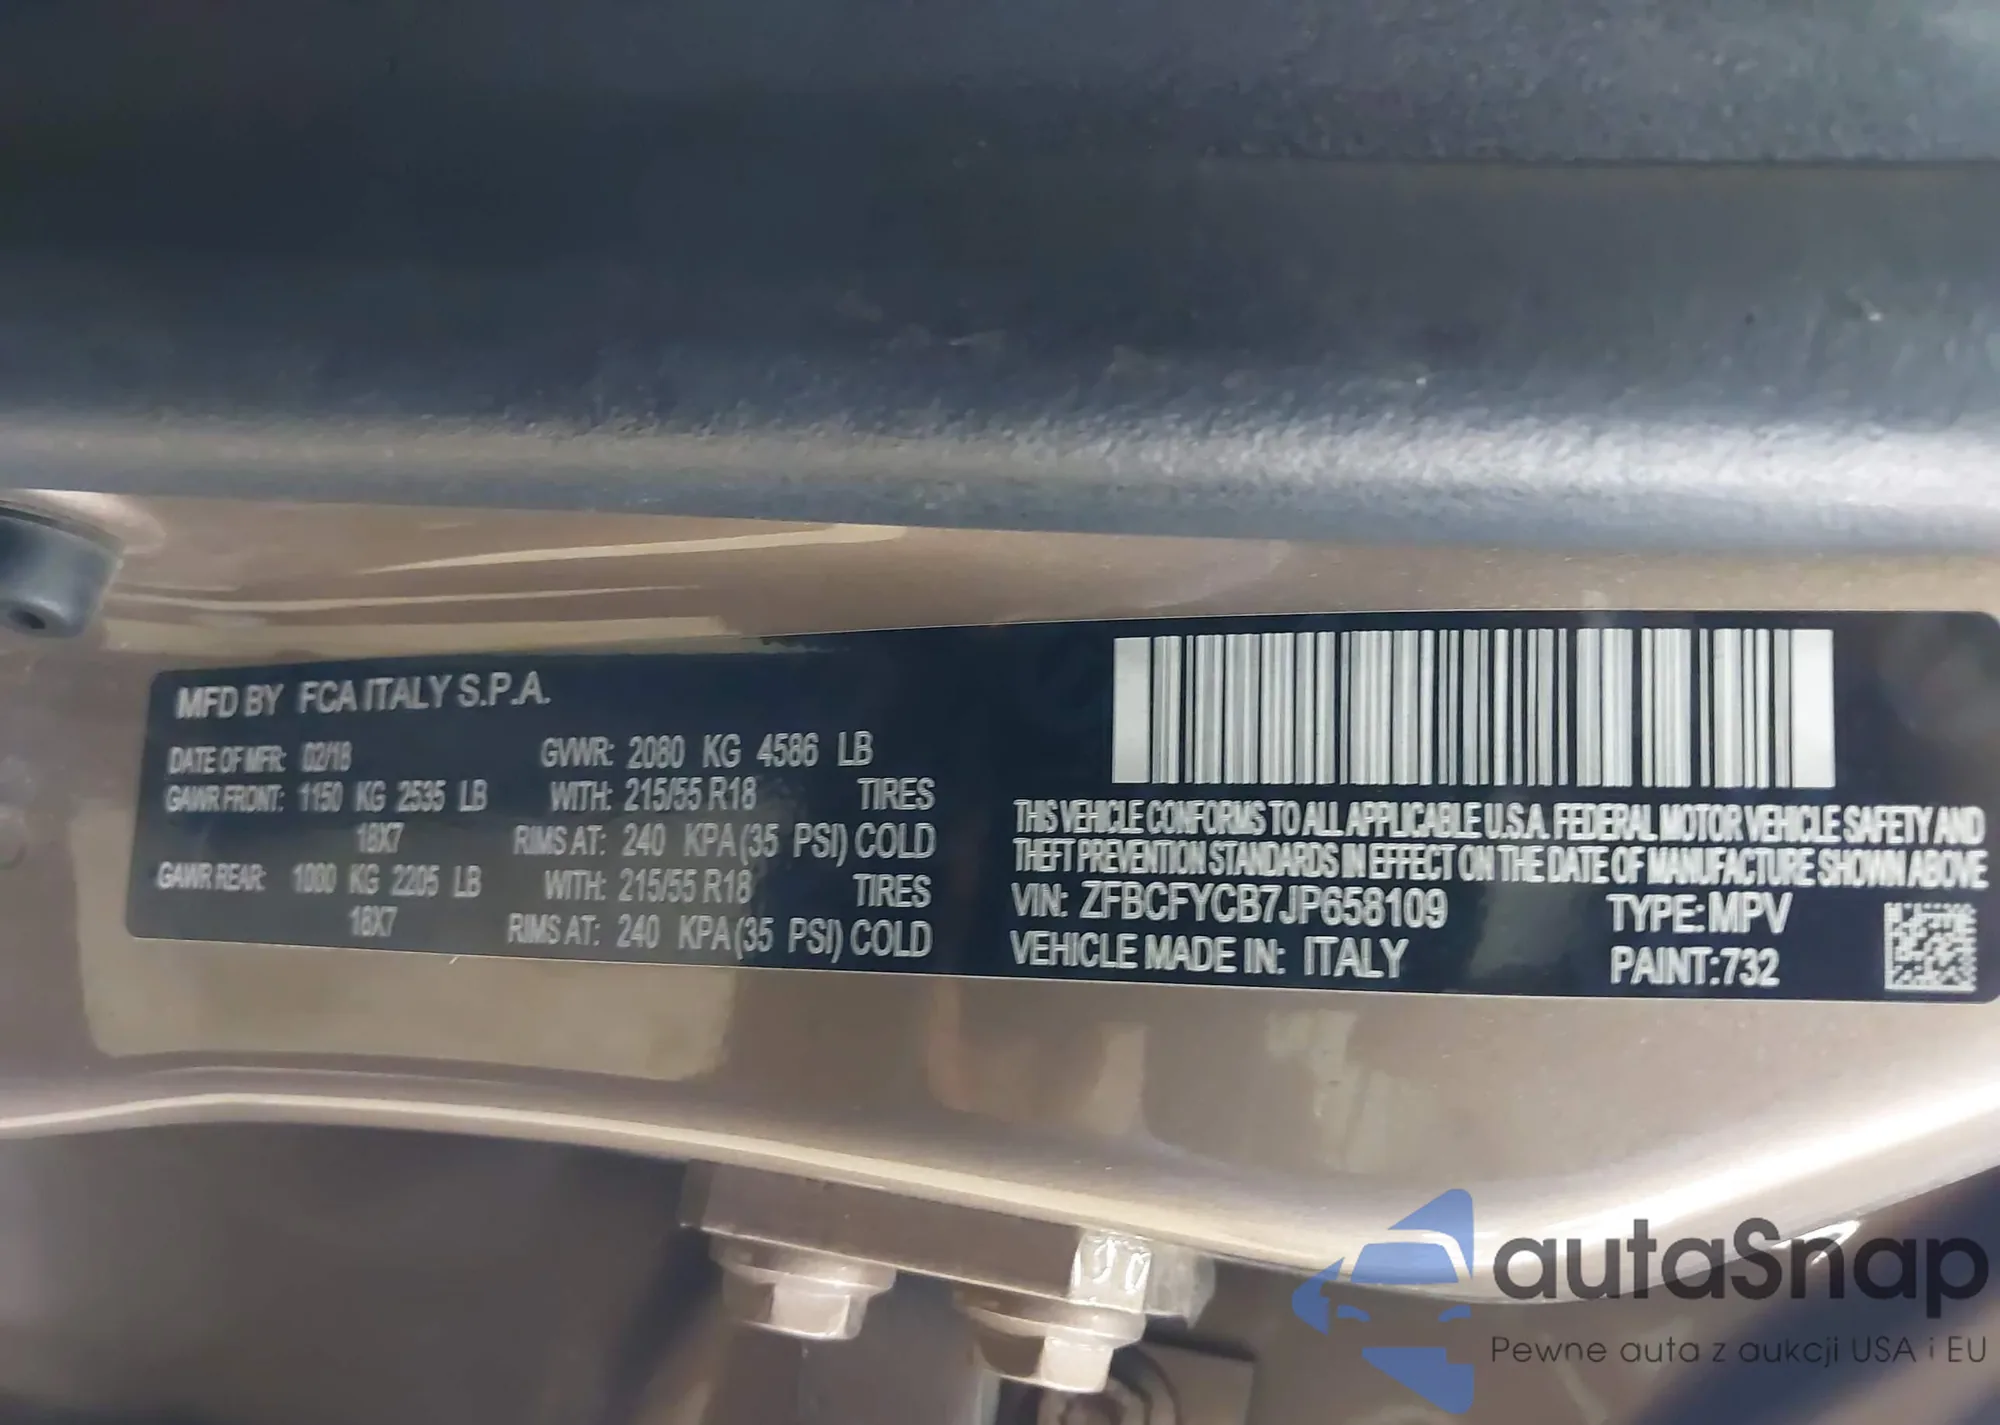 MFD BY FCA ITALY S.P.A.
DATE OF MFR: 02/18 GVWR: 2080 KG 4586 LB
GAWR FRONT: 1150 KG 2535 LB WITH: 215/55 R18 TIRES
18X7 RIMS AT: 240 KPA (35 PSI) COLD
GAWR REAR: 1000 KG 2205 LB WITH: 215/55 R18 TIRES
18X7 RIMS AT: 240 KPA (35 PSI) COLD
THIS VEHICLE CONFORMS TO ALL APPLICABLE U.S.A. FEDERAL MOTOR VEHICLE SAFETY AND
THEFT PREVENTION STANDARDS IN EFFECT ON THE DATE OF MANUFACTURE SHOWN ABOVE
VIN: ZFBCFYCB7JP658109 TYPE: MPV
VEHICLE MADE IN: ITALY PAINT: 732
autaSnap
Pewne auta z aukcji USA i EU